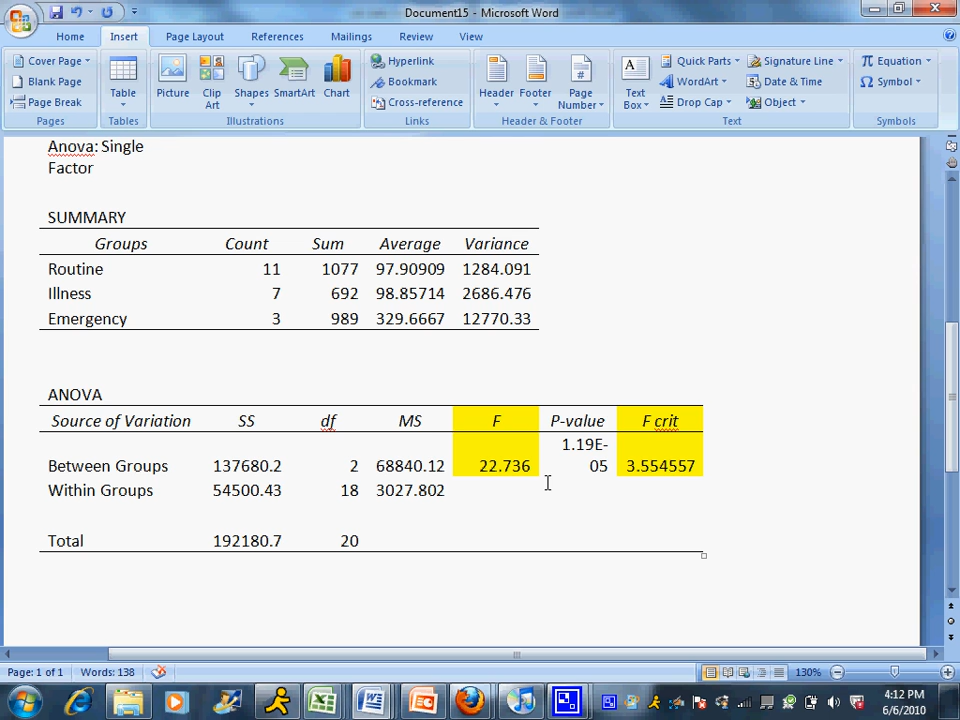 Document15 - Microsoft Word
Home Insert Page Layout References Mailings Review View
Cover Page
Blank Page
Page Break
Pages
Table
Tables
Picture Clip Art Shapes SmartArt Chart
Illustrations
Hyperlink
Bookmark
Cross-reference
Links
Header Footer Page Number
Header & Footer
Text Box
Quick Parts
WordArt
Drop Cap
Signature Line
Date & Time
Object
Text
Equation
Symbol
Symbols
Anova: Single
Factor
SUMMARY
Groups Count Sum Average Variance
Routine 11 1077 97.90909 1284.091
Illness 7 692 98.85714 2686.476
Emergency 3 989 329.6667 12770.33
ANOVA
Source of Variation SS df MS F P-value F crit
Between Groups 137680.2 2 68840.12 22.736 1.19E-05 3.554557
Within Groups 54500.43 18 3027.802
Total 192180.7 20
Page: 1 of 1 Words: 138 130%
4:12 PM
6/6/2010